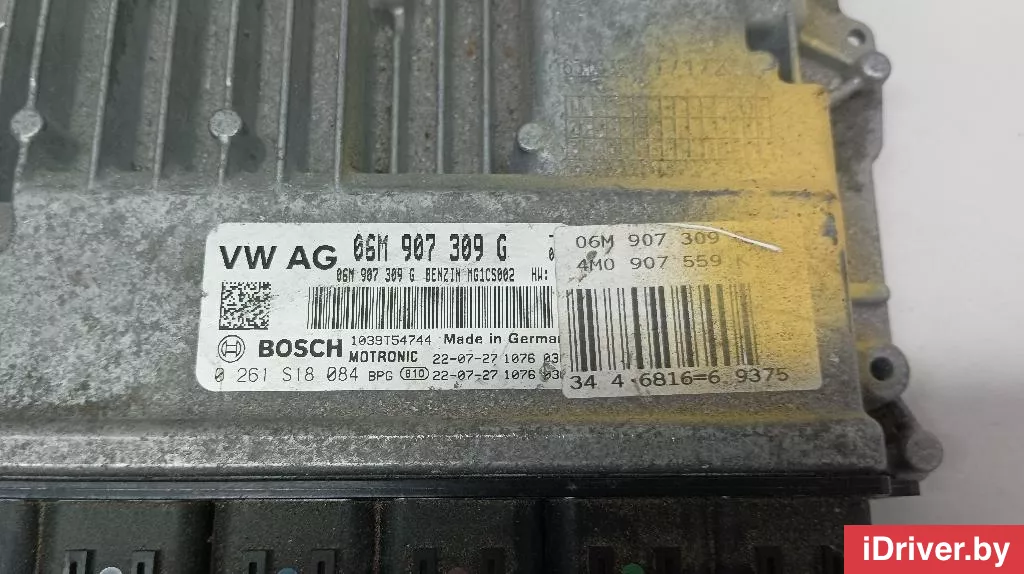 VW AG 06M 907 309 G
06M 907 309 G BENZIN MG1CS002 HW:
1039T54744 Made in German
BOSCH
MOTRONIC 22-07-27 1076
0 261 S18 084 BPG 22-07-27 1076
06M 907 309
4M0 907 559
34 4-6816-6 9375
iDriver.by